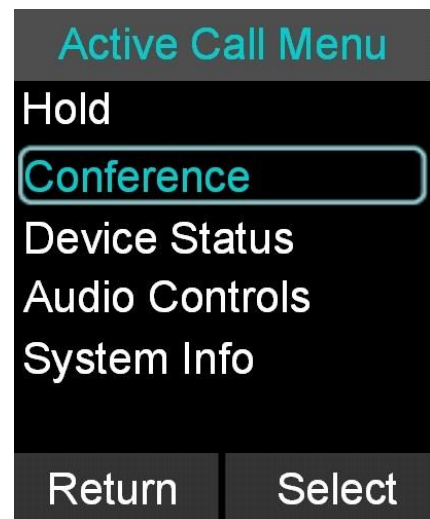 Active Call Menu
Hold
Conference
Device Status
Audio Controls
System Info
Return Select